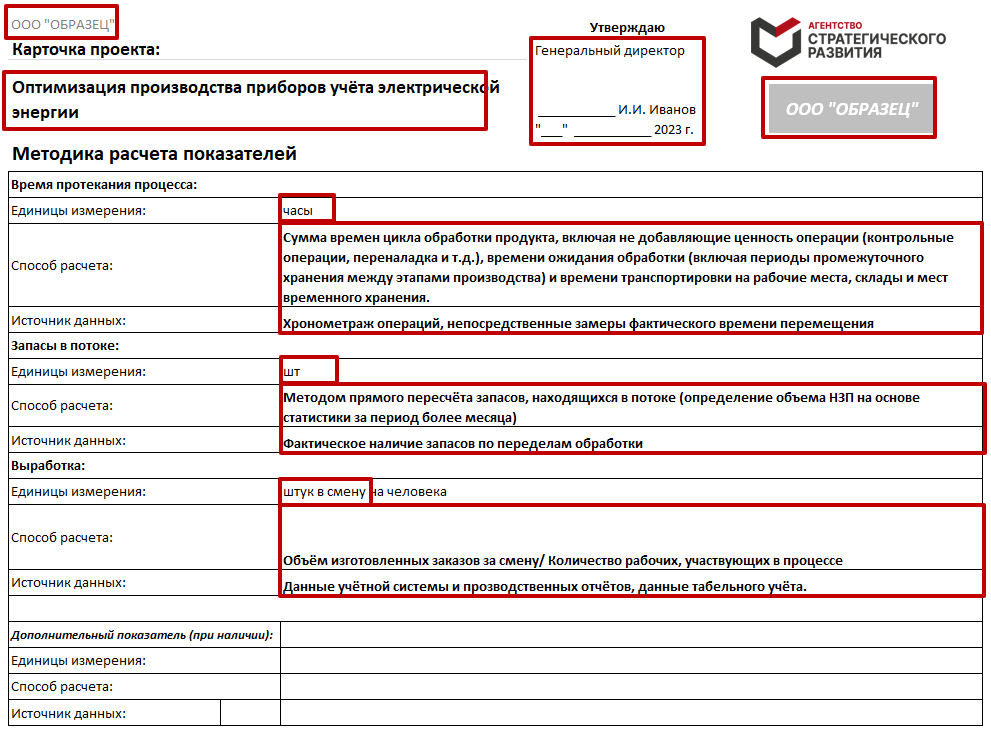 ООО "ОБРАЗЕЦ"
Карточка проекта:
Оптимизация производства приборов учёта электрической
энергии
Утверждаю
Генеральный директор
____________ И.И. Иванов
"___" ____________ 2023 г.
АГЕНТСТВО
СТРАТЕГИЧЕСКОГО
РАЗВИТИЯ
ООО "ОБРАЗЕЦ"
Методика расчета показателей
Время протекания процесса:
Единицы измерения: часы
Способ расчета: Сумма времен цикла обработки продукта, включая не добавляющие ценность операции (контрольные
операции, переналадка и т.д.), времени ожидания обработки (включая периоды промежуточного
хранения между этапами производства) и времени транспортировки на рабочие места, склады и мест
временного хранения.
Источник данных: Хронометраж операций, непосредственные замеры фактического времени перемещения
Запасы в потоке:
Единицы измерения: шт
Способ расчета: Методом прямого пересчёта запасов, находящихся в потоке (определение объема НЗП на основе
статистики за период более месяца)
Источник данных: Фактическое наличие запасов по переделам обработки
Выработка:
Единицы измерения: штук в смену на человека
Способ расчета: Объём изготовленных заказов за смену/ Количество рабочих, участвующих в процессе
Источник данных: Данные учётной системы и прозводственных отчётов, данные табельного учёта.
Дополнительный показатель (при наличии):
Единицы измерения:
Способ расчета:
Источник данных: